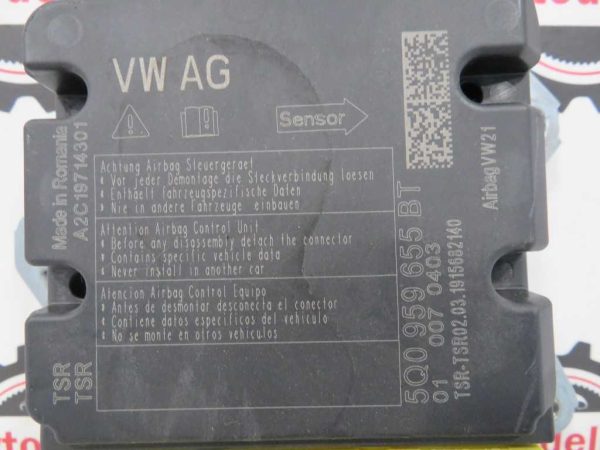 VW AG
Sensor
Made in Romania
A2C19714301
Achtung Airbag Steuergeraet
* Vor jeder Demontage die Steckverbindung loesen
* Enthält fahrzeugspezifische Daten
* Nie in andere Fahrzeuge einbauen
Attention Airbag Control Unit
* Before any disassembly detach the connector
* Contains specific vehicle data
* Never install in another car
Atencion Airbag Control Equipo
* Antes de desmontar desconecta el conector
* Contiene datos especificos del vehiculo
* No se monte en otros vehiculos
TSR
TSR
5Q0 959 655 BT
01 007 0403
TSR-TSR02.03.1915682140
AirbagVW21